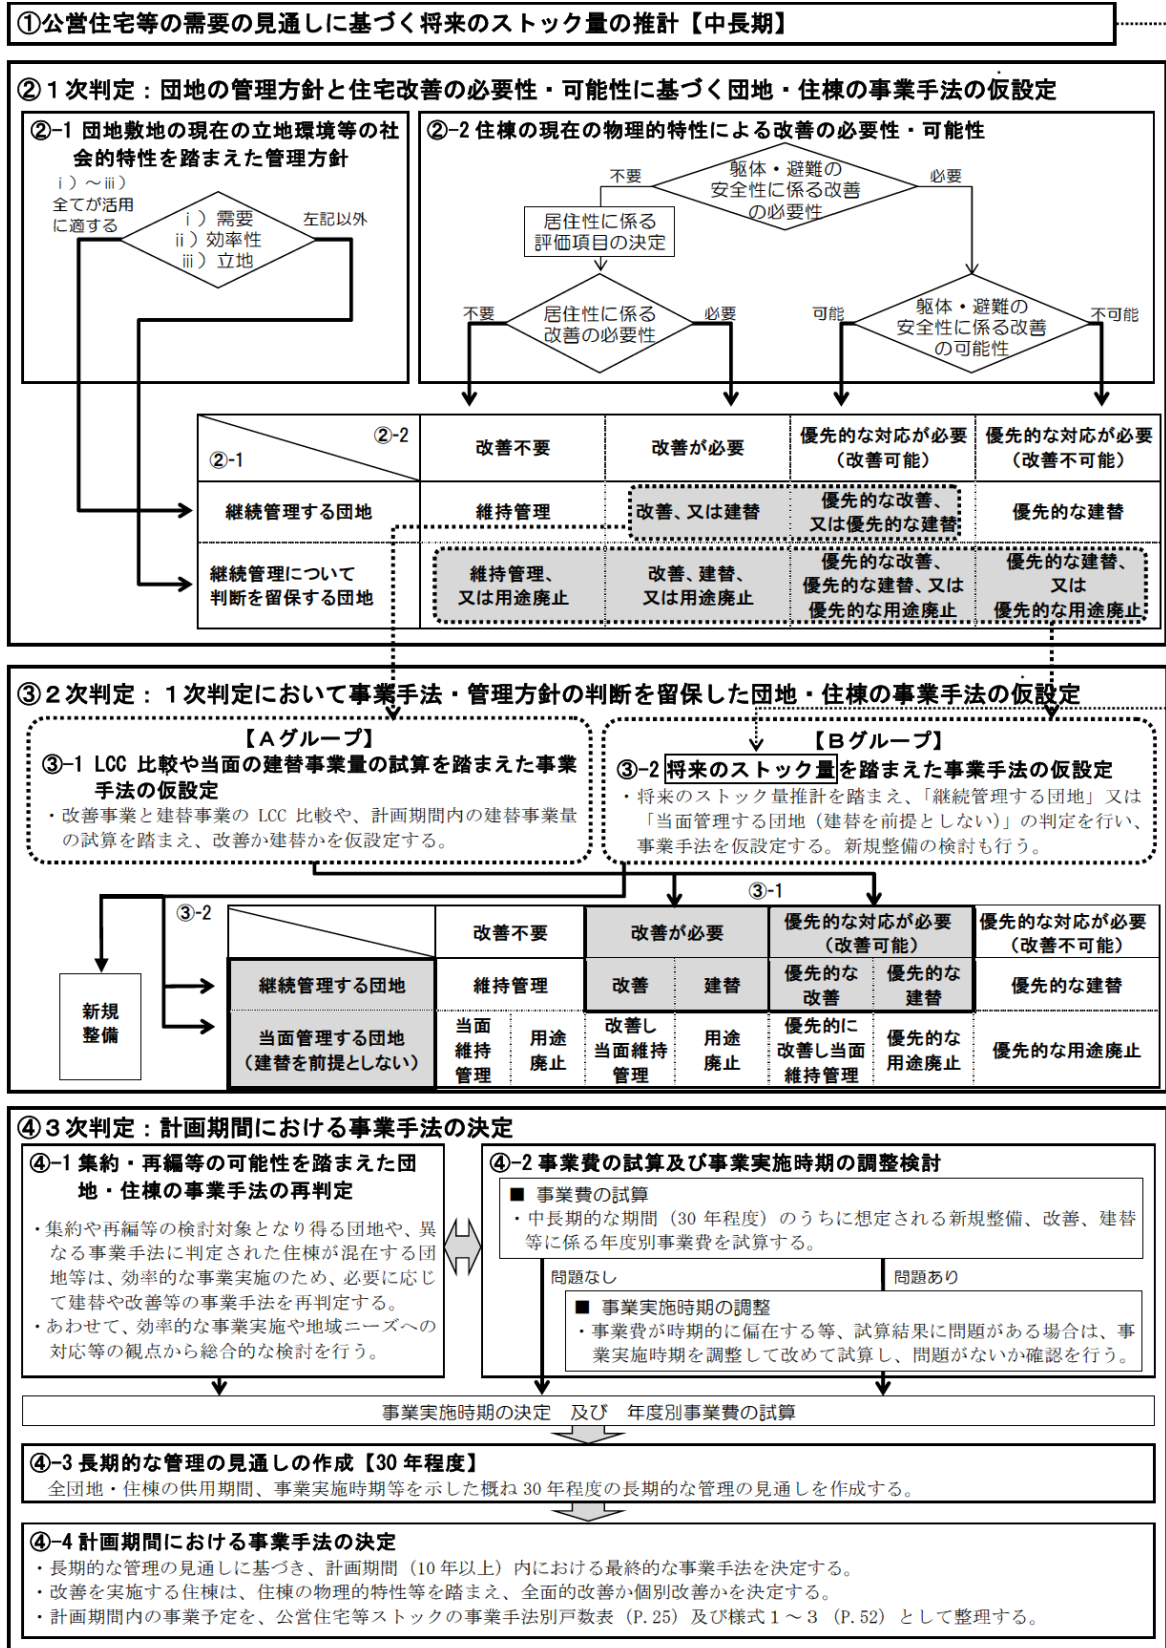 ①公営住宅等の需要の見通しに基づく将来のストック量の推計【中長期】
②１次判定：団地の管理方針と住宅改善の必要性・可能性に基づく団地・住棟の事業手法の仮設定
②-1 団地敷地の現在の立地環境等の社
会的特性を踏まえた管理方針
ⅰ）～ⅲ）
全てが活用
に適する
ⅰ）需要
ⅱ）効率性
ⅲ）立地
左記以外
②-2 住棟の現在の物理的特性による改善の必要性・可能性
不要
躯体・避難の
安全性に係る改善
の必要性
必要
居住性に係る
評価項目の決定
不要
居住性に係る
改善の必要性
必要
可能
躯体・避難の
安全性に係る改善
の可能性
不可能
②-2
②-1
改善不要
改善が必要
優先的な対応が必要
（改善可能）
優先的な対応が必要
（改善不可能）
継続管理する団地
維持管理
改善、又は建替
優先的な改善、
又は優先的な建替
優先的な建替
継続管理について
判断を留保する団地
維持管理、
又は用途廃止
改善、建替、
又は用途廃止
優先的な改善、
優先的な建替、又は
優先的な用途廃止
優先的な建替、
又は
優先的な用途廃止
③２次判定：１次判定において事業手法・管理方針の判断を留保した団地・住棟の事業手法の仮設定
【Ａグループ】
③-1 LCC 比較や当面の建替事業量の試算を踏まえた事業
手法の仮設定
・改善事業と建替事業の LCC 比較や、計画期間内の建替事業量
の試算を踏まえ、改善か建替かを仮設定する。
【Ｂグループ】
③-2 将来のストック量を踏まえた事業手法の仮設定
・将来のストック量推計を踏まえ、「継続管理する団地」又は
「当面管理する団地（建替を前提としない）」の判定を行い、
事業手法を仮設定する。新規整備の検討も行う。
③-1
③-2
新規
整備
改善不要
改善が必要
優先的な対応が必要
（改善可能）
優先的な対応が必要
（改善不可能）
継続管理する団地
維持管理
改善
建替
優先的な
改善
優先的な
建替
優先的な建替
当面管理する団地
（建替を前提としない）
当面
維持
管理
用途
廃止
改善し
当面維持
管理
用途
廃止
優先的に
改善し当面
維持管理
優先的な
用途廃止
優先的な用途廃止
④３次判定：計画期間における事業手法の決定
④-1 集約・再編等の可能性を踏まえた団
地・住棟の事業手法の再判定
・集約や再編等の検討対象となり得る団地や、異
なる事業手法に判定された住棟が混在する団
地等は、効率的な事業実施のため、必要に応じ
て建替や改善等の事業手法を再判定する。
・あわせて、効率的な事業実施や地域ニーズへの
対応等の観点から総合的な検討を行う。
④-2 事業費の試算及び事業実施時期の調整検討
■ 事業費の試算
・中長期的な期間（30 年程度）のうちに想定される新規整備、改善、建替
等に係る年度別事業費を試算する。
問題なし
問題あり
■ 事業実施時期の調整
・事業費が時期的に偏在する等、試算結果に問題がある場合は、事
業実施時期を調整して改めて試算し、問題がないか確認を行う。
事業実施時期の決定　及び　年度別事業費の試算
④-3 長期的な管理の見通しの作成【30 年程度】
全団地・住棟の供用期間、事業実施時期等を示した概ね 30 年程度の長期的な管理の見通しを作成する。
④-4 計画期間における事業手法の決定
・長期的な管理の見通しに基づき、計画期間（10 年以上）内における最終的な事業手法を決定する。
・改善を実施する住棟は、住棟の物理的特性等を踏まえ、全面的改善か個別改善かを決定する。
・計画期間内の事業予定を、公営住宅等ストックの事業手法別戸数表（P.25）及び様式１～３（P.52）として整理する。